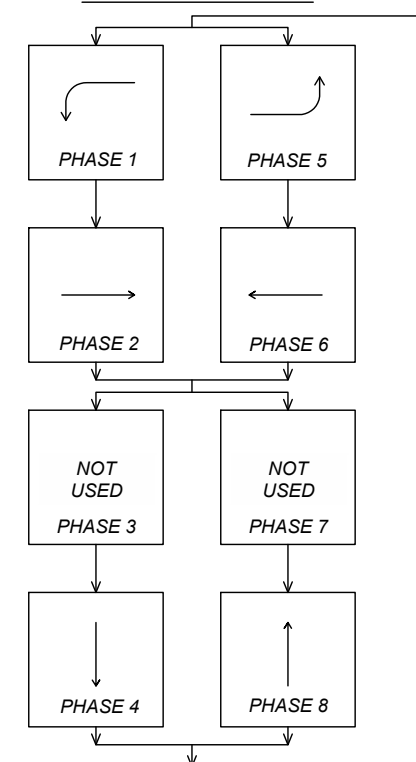 PHASE 1
PHASE 5
PHASE 2
PHASE 6
NOT
USED
PHASE 3
NOT
USED
PHASE 7
PHASE 4
PHASE 8